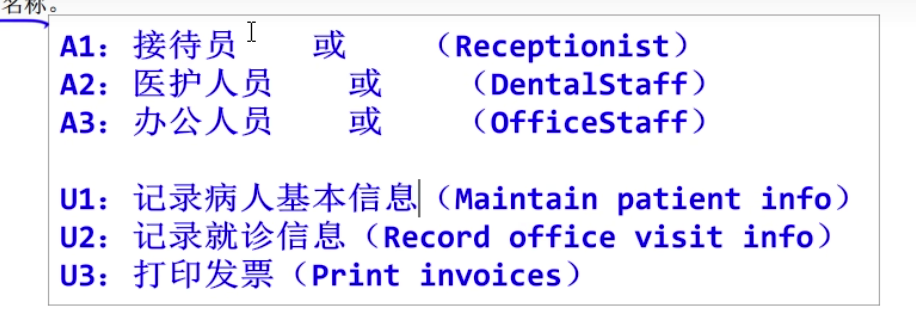 名称。
A1：接待员 或 （Receptionist）
A2：医护人员 或 （DentalStaff）
A3：办公人员 或 （OfficeStaff）
U1：记录病人基本信息（Maintain patient info）
U2：记录就诊信息（Record office visit info）
U3：打印发票（Print invoices）